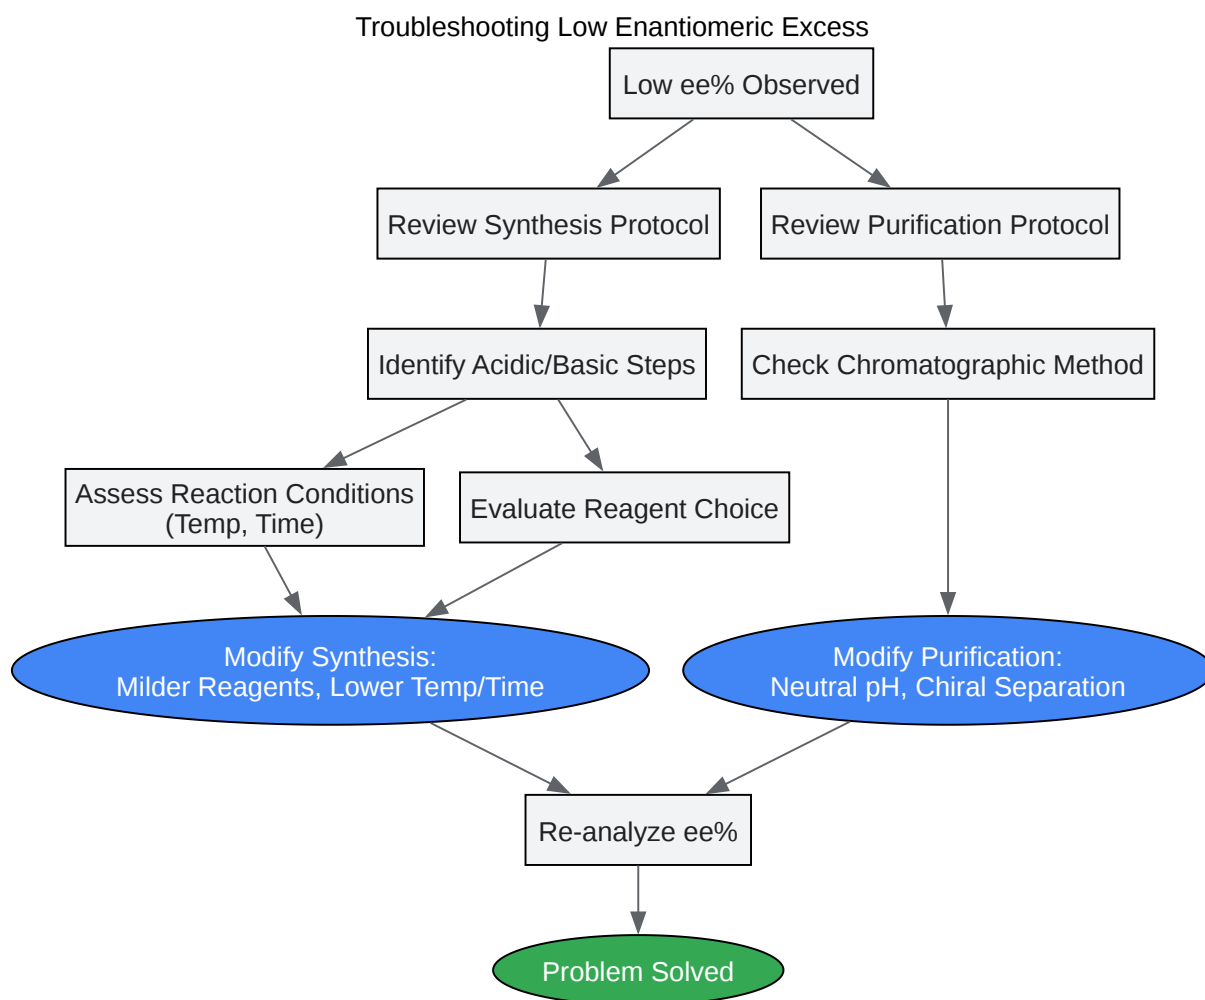 Troubleshooting Low Enantiomeric Excess
Low ee% Observed
Review Synthesis Protocol
Review Purification Protocol
Identify Acidic/Basic Steps
Check Chromatographic Method
Assess Reaction Conditions
(Temp, Time)
Evaluate Reagent Choice
Modify Synthesis:
Milder Reagents, Lower Temp/Time
Modify Purification:
Neutral pH, Chiral Separation
Re-analyze ee%
Problem Solved